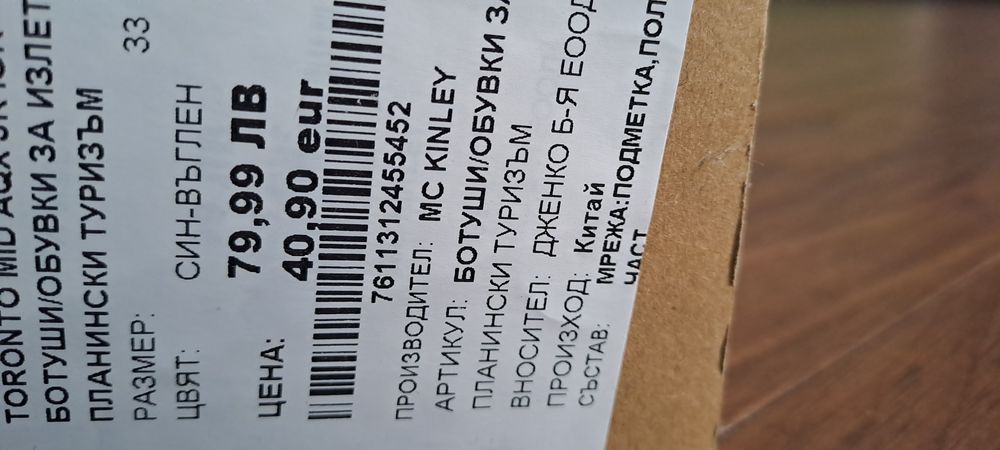 TORONTO MID AQX JR
БОТУШИ/ОБУВКИ ЗА ИЗЛЕТ
ПЛАНИНСКИ ТУРИЗЪМ
РАЗМЕР: 33
ЦВЯТ: СИН-ВЪГЛЕН
ЦЕНА: 79,99 ЛВ
40,90 eur
7611312455452
ПРОИЗВОДИТЕЛ: MC KINLEY
АРТИКУЛ: БОТУШИ/ОБУВКИ ЗА
ПЛАНИНСКИ ТУРИЗЪМ
ВНОСИТЕЛ: ДЖЕНКО Б-Я ЕООД
ПРОИЗХОД: Китай
СЪСТАВ: МРЕЖА:ПОДМЕТКА,ПОЛ
ЧАСТ